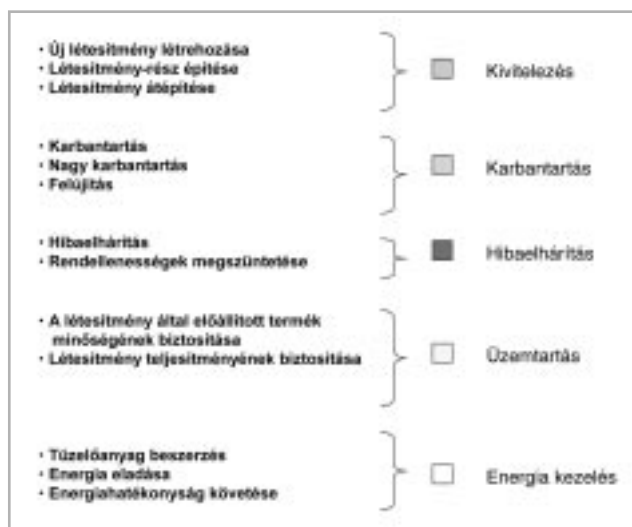 • Új létesítmény létrehozása
• Létesítmény-rész építése
• Létesítmény átépítése
Kivitelezés
• Karbantartás
• Nagy karbantartás
• Felújítás
Karbantartás
• Hibaelhárítás
• Rendellenességek megszüntetése
Hibaelhárítás
• A létesítmény által előállított termék
minőségének biztosítása
• Létesítmény teljesítményének biztosítása
Üzemtartás
• Tüzelőanyag beszerzés
• Energia eladása
• Energiahatékonyság követése
Energia kezelés